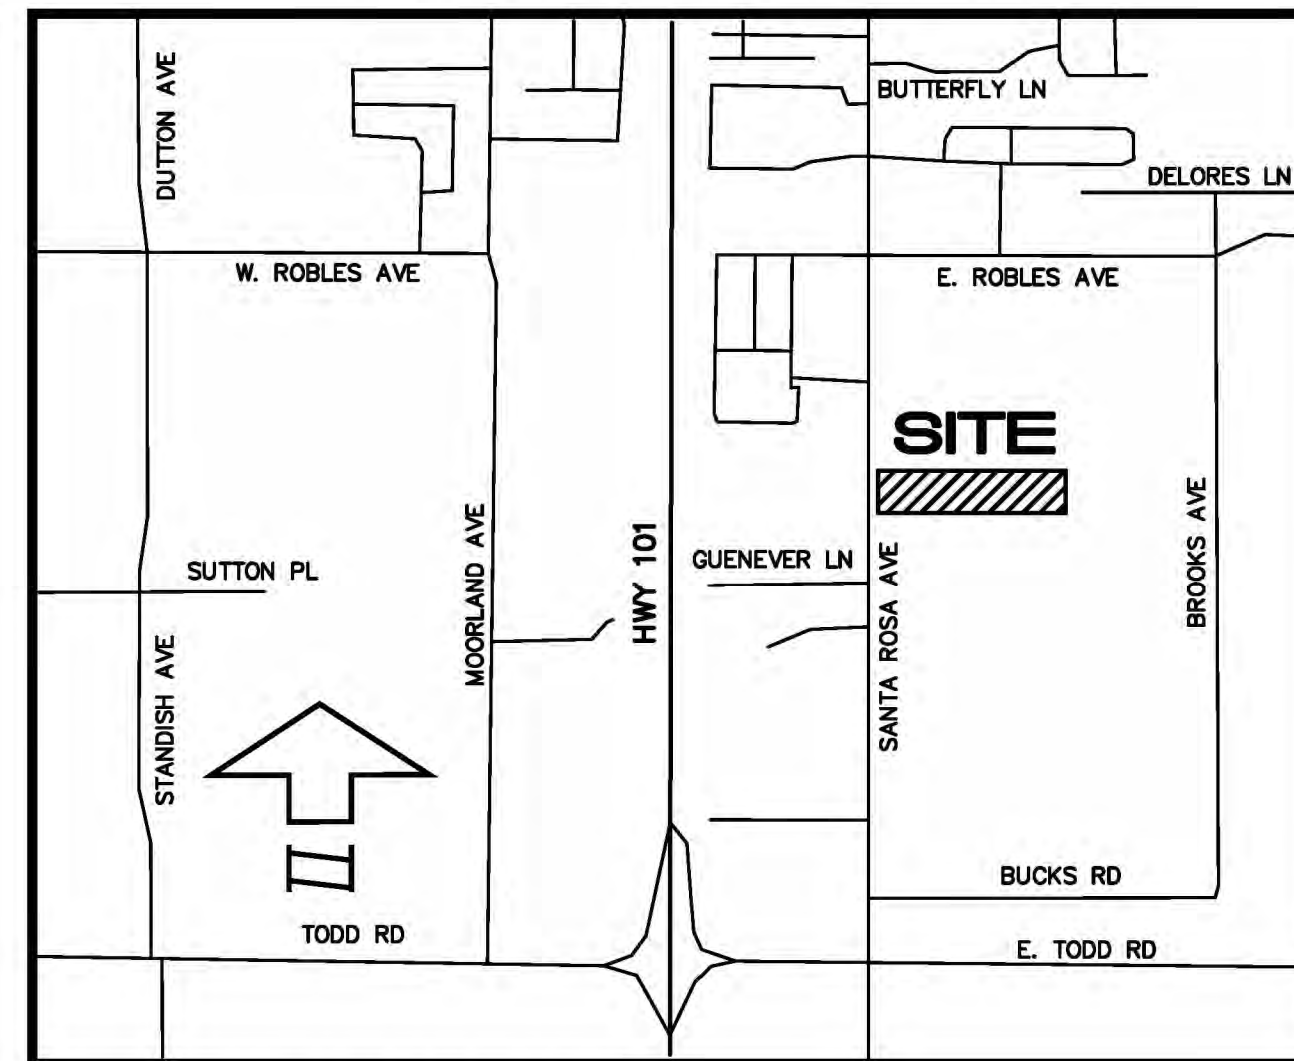 DUTTON AVE
BUTTERFLY LN
DELORES LN
W. ROBLES AVE
E. ROBLES AVE
SITE
MOORLAND AVE
HWY 101
GUENEVER LN
SANTA ROSA AVE
BROOKS AVE
SUTTON PL
STANDISH AVE
BUCKS RD
TODD RD
E. TODD RD